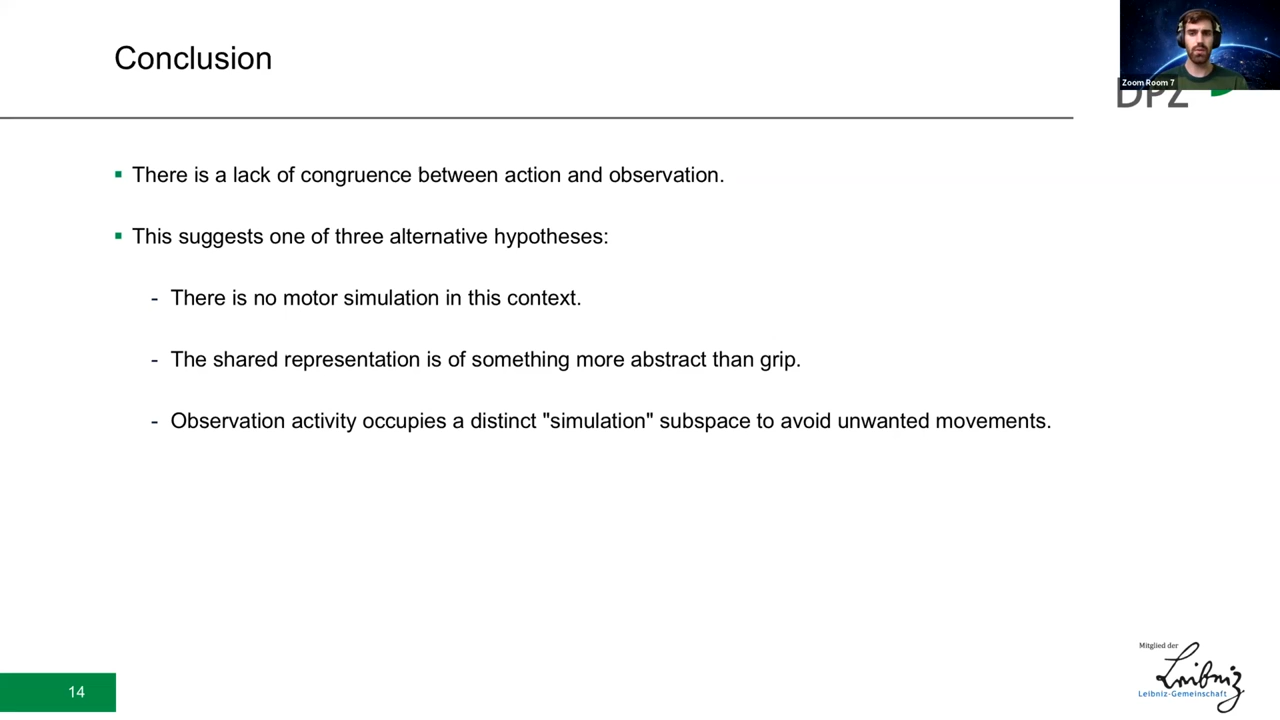 Conclusion
Zoom Room 7
DPZ
There is a lack of congruence between action and observation.
This suggests one of three alternative hypotheses:
- There is no motor simulation in this context.
- The shared representation is of something more abstract than grip.
- Observation activity occupies a distinct "simulation" subspace to avoid unwanted movements.
14
Mitglied der
Leibniz
Leibniz-Gemeinschaft